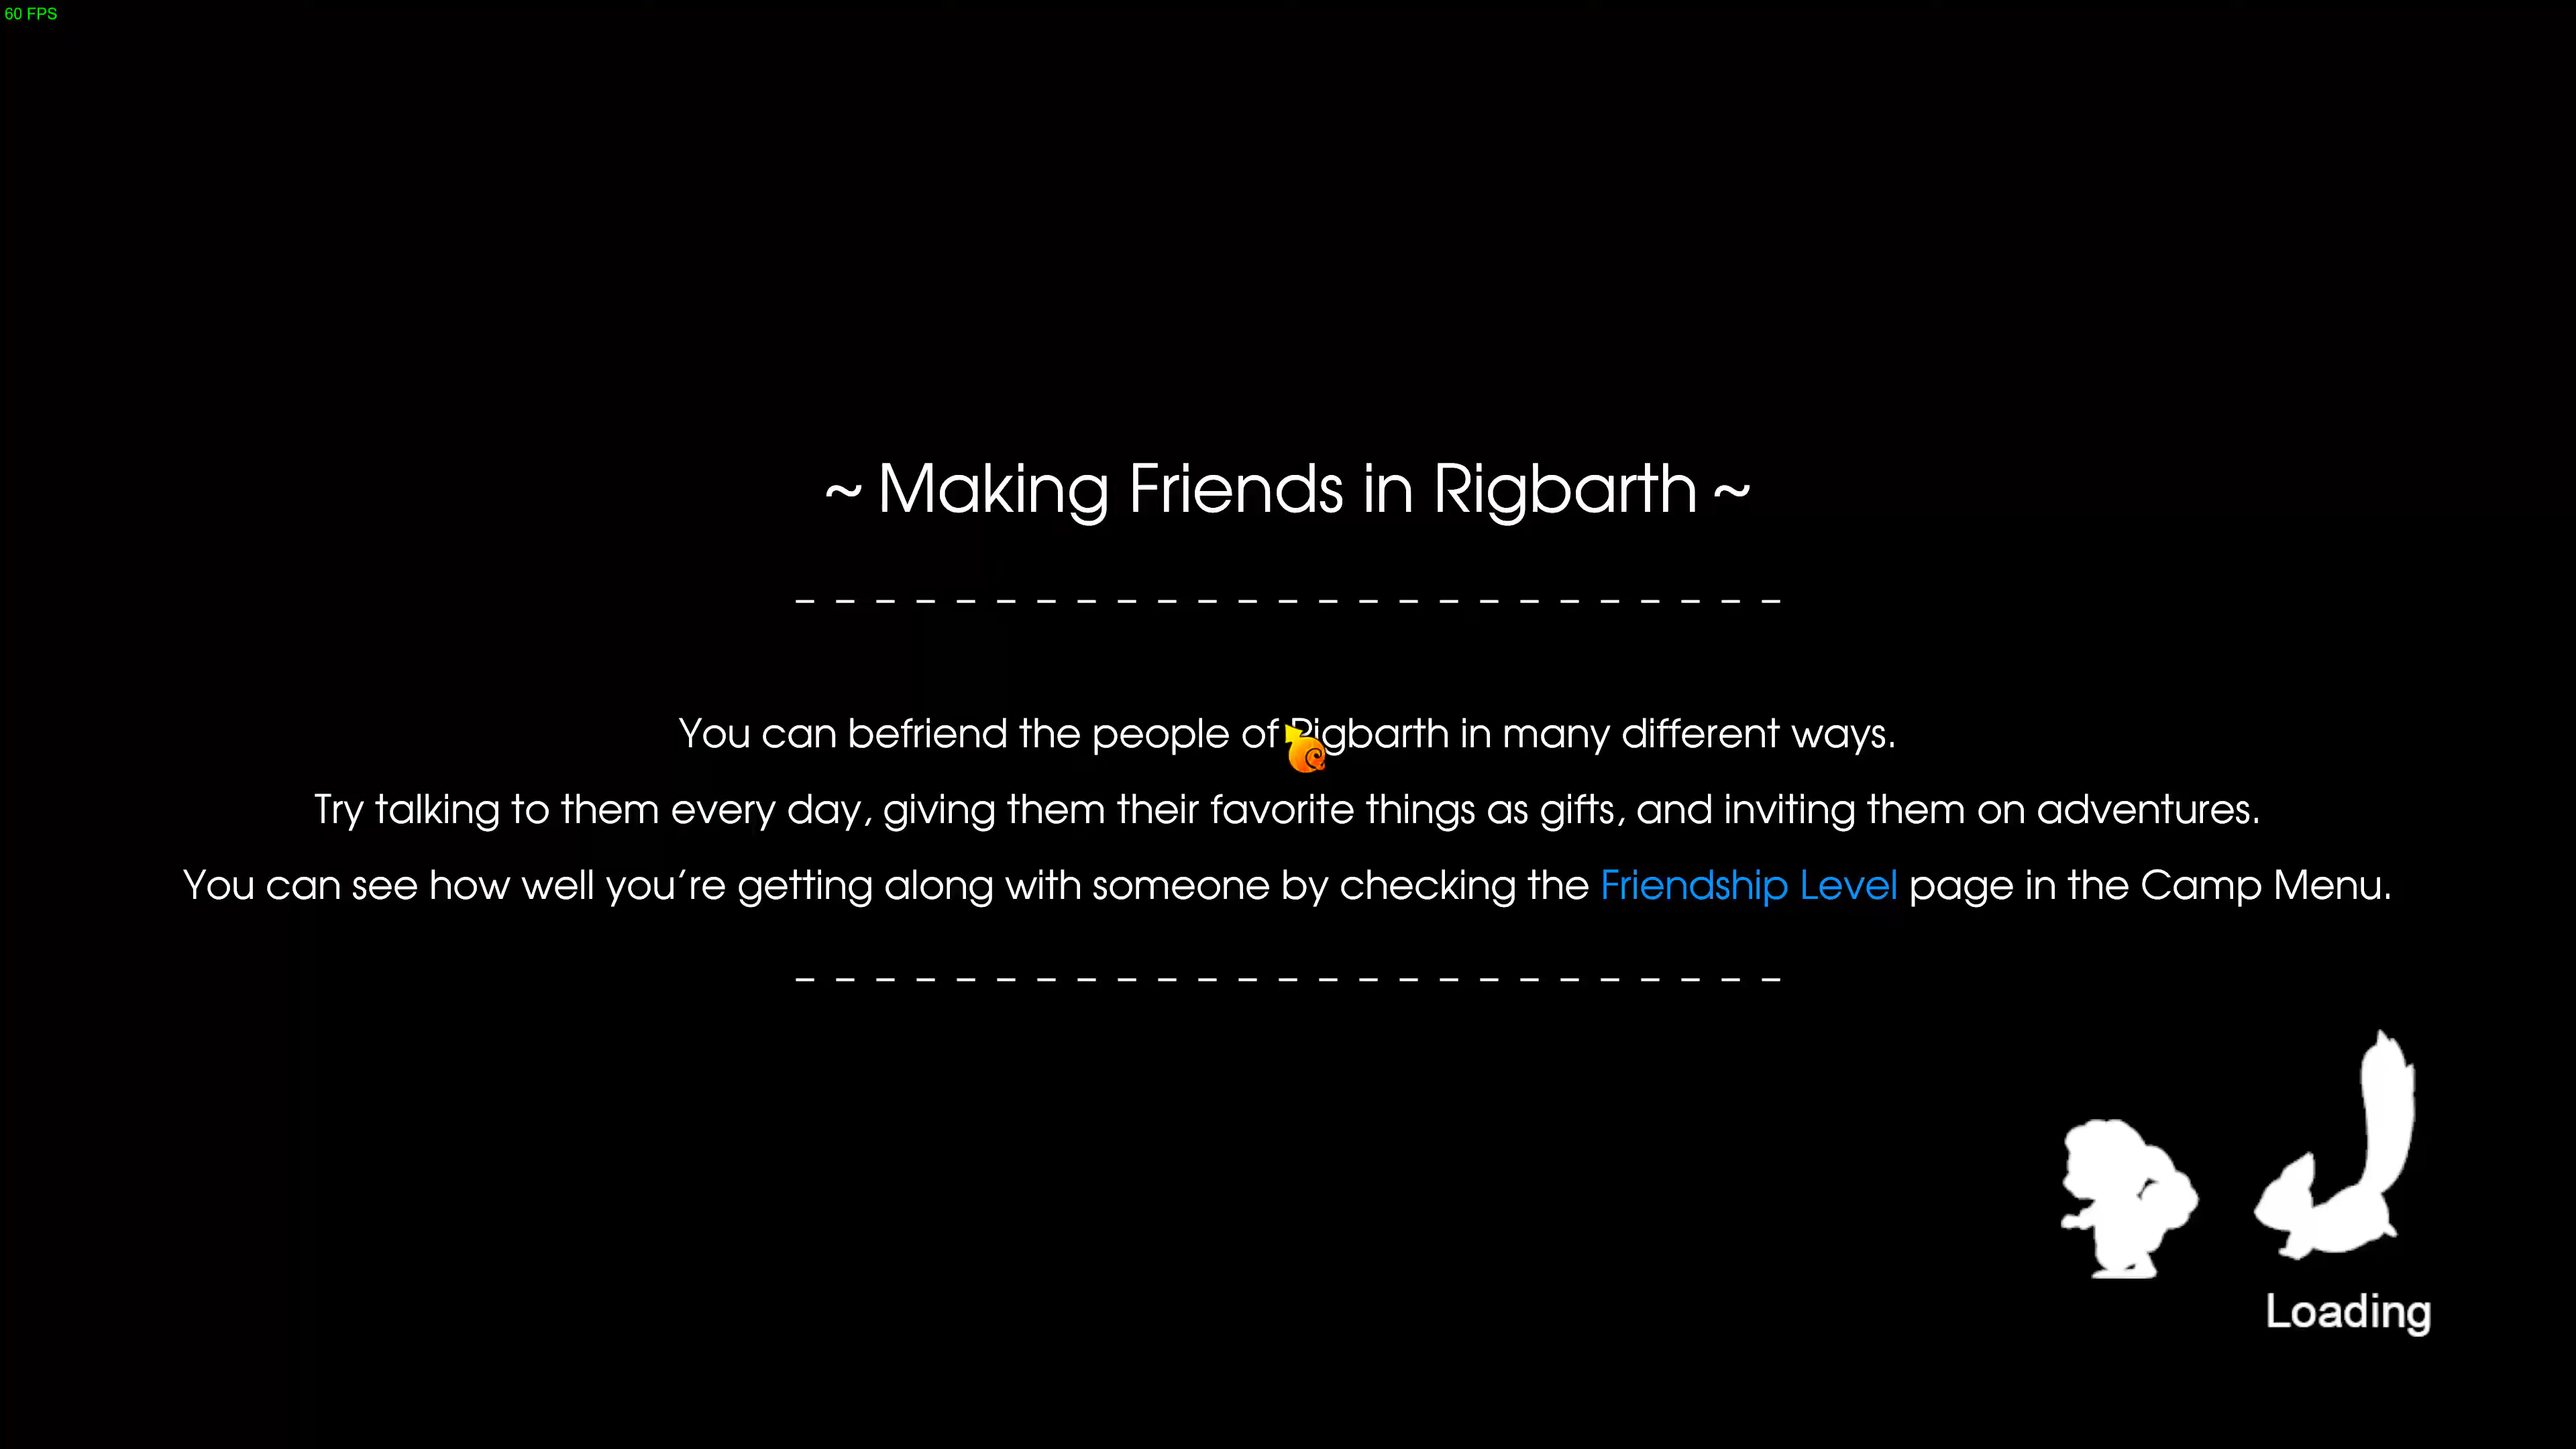 60 FPS
~ Making Friends in Rigbarth ~
You can befriend the people of Rigbarth in many different ways.
Try talking to them every day, giving them their favorite things as gifts, and inviting them on adventures.
You can see how well you’re getting along with someone by checking the Friendship Level page in the Camp Menu.
Loading